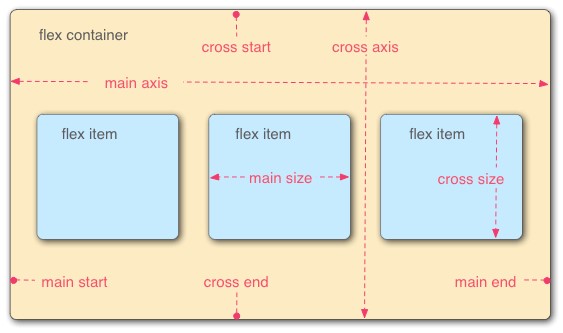 flex container
cross start
cross axis
main axis
flex item
flex item
flex item
main size
cross size
main start
cross end
main end